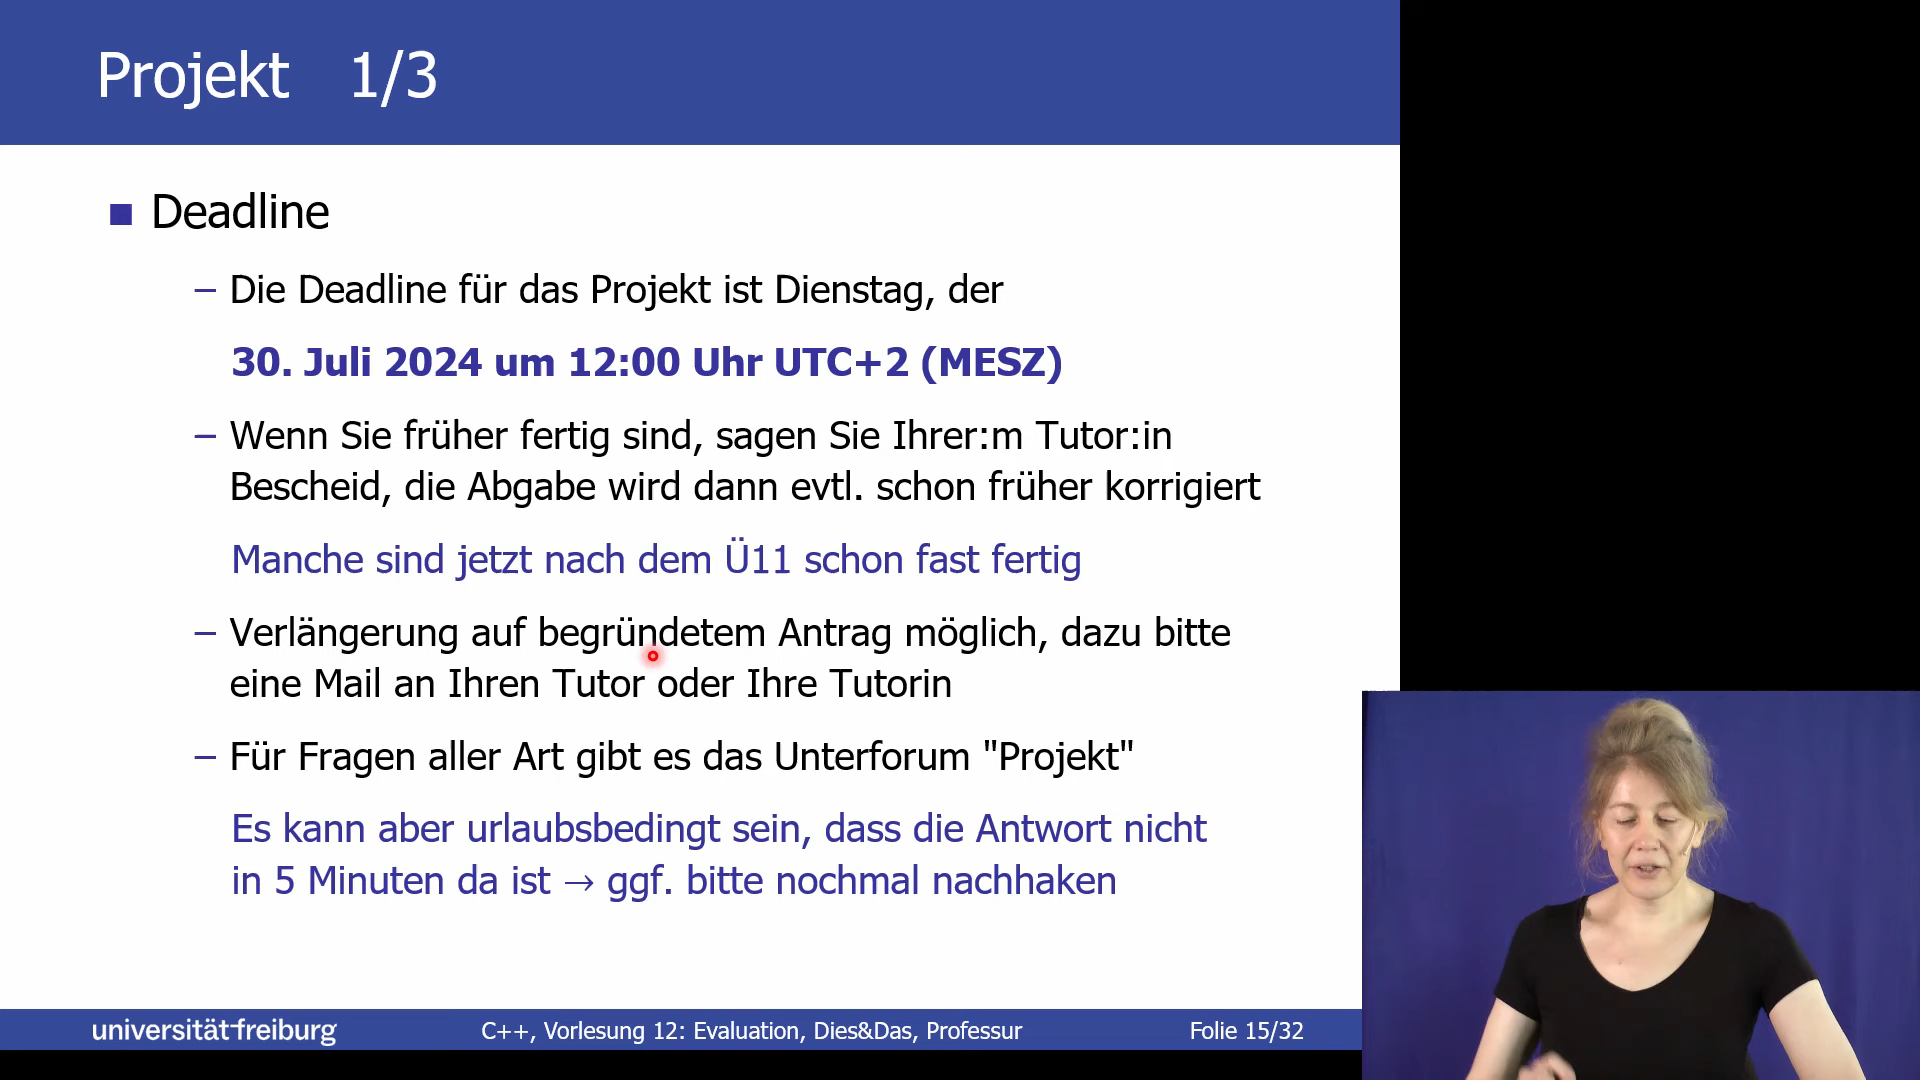 Projekt 1/3
Deadline
– Die Deadline für das Projekt ist Dienstag, der
30. Juli 2024 um 12:00 Uhr UTC+2 (MESZ)
– Wenn Sie früher fertig sind, sagen Sie Ihrer:m Tutor:in
Bescheid, die Abgabe wird dann evtl. schon früher korrigiert
Manche sind jetzt nach dem Ü11 schon fast fertig
– Verlängerung auf begründetem Antrag möglich, dazu bitte
eine Mail an Ihren Tutor oder Ihre Tutorin
– Für Fragen aller Art gibt es das Unterforum "Projekt"
Es kann aber urlaubsbedingt sein, dass die Antwort nicht
in 5 Minuten da ist → ggf. bitte nochmal nachhaken
universität freiburg
C++, Vorlesung 12: Evaluation, Dies&Das, Professur
Folie 15/32